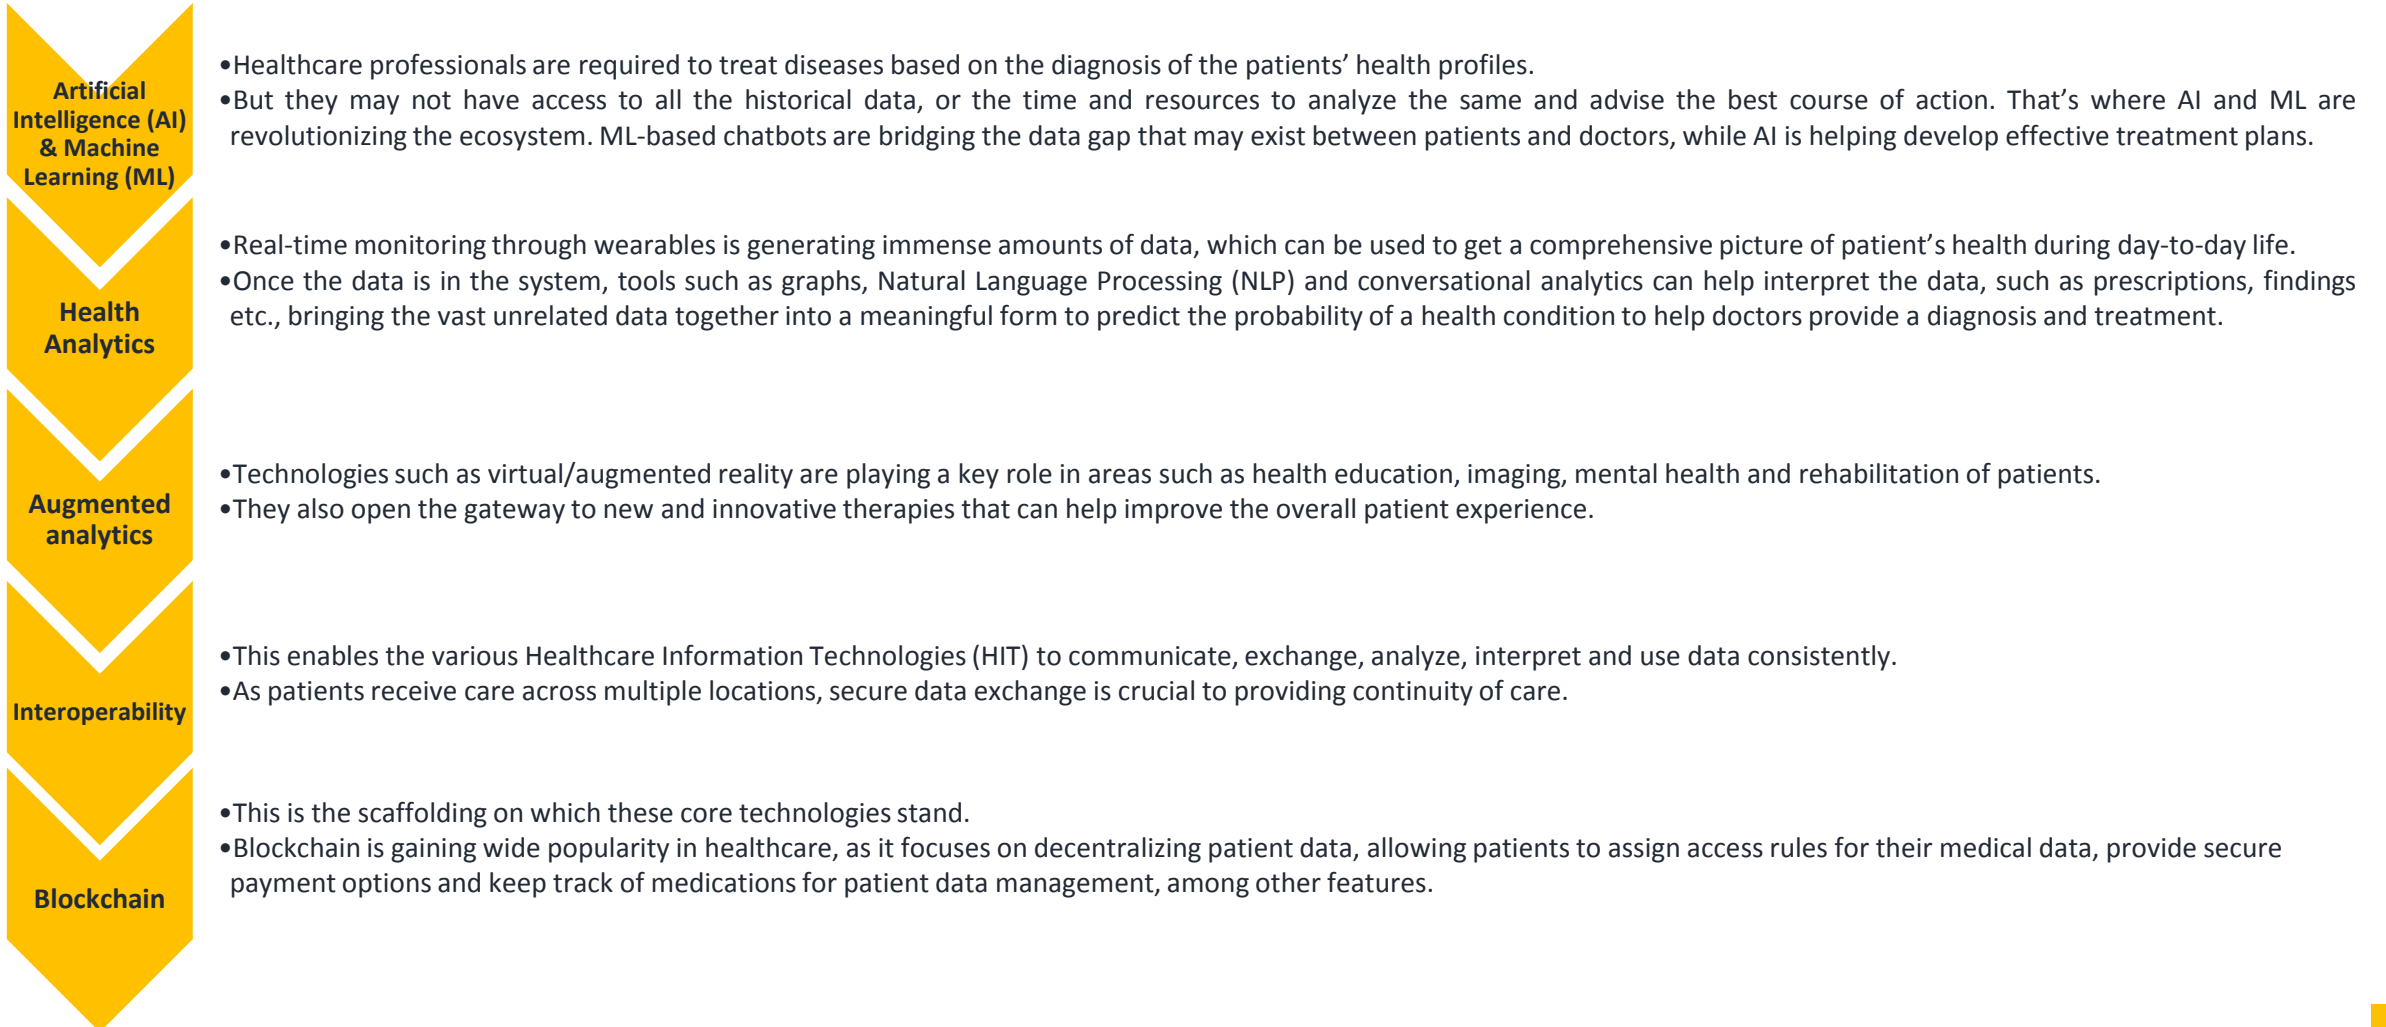 Artificial
Intelligence (AI)
& Machine
Learning (ML)
•Healthcare professionals are required to treat diseases based on the diagnosis of the patients’ health profiles.
•But they may not have access to all the historical data, or the time and resources to analyze the same and advise the best course of action. That’s where AI and ML are
revolutionizing the ecosystem. ML-based chatbots are bridging the data gap that may exist between patients and doctors, while AI is helping develop effective treatment plans.
Health
Analytics
•Real-time monitoring through wearables is generating immense amounts of data, which can be used to get a comprehensive picture of patient’s health during day-to-day life.
•Once the data is in the system, tools such as graphs, Natural Language Processing (NLP) and conversational analytics can help interpret the data, such as prescriptions, findings
etc., bringing the vast unrelated data together into a meaningful form to predict the probability of a health condition to help doctors provide a diagnosis and treatment.
Augmented
analytics
•Technologies such as virtual/augmented reality are playing a key role in areas such as health education, imaging, mental health and rehabilitation of patients.
•They also open the gateway to new and innovative therapies that can help improve the overall patient experience.
Interoperability
•This enables the various Healthcare Information Technologies (HIT) to communicate, exchange, analyze, interpret and use data consistently.
•As patients receive care across multiple locations, secure data exchange is crucial to providing continuity of care.
Blockchain
•This is the scaffolding on which these core technologies stand.
•Blockchain is gaining wide popularity in healthcare, as it focuses on decentralizing patient data, allowing patients to assign access rules for their medical data, provide secure
payment options and keep track of medications for patient data management, among other features.